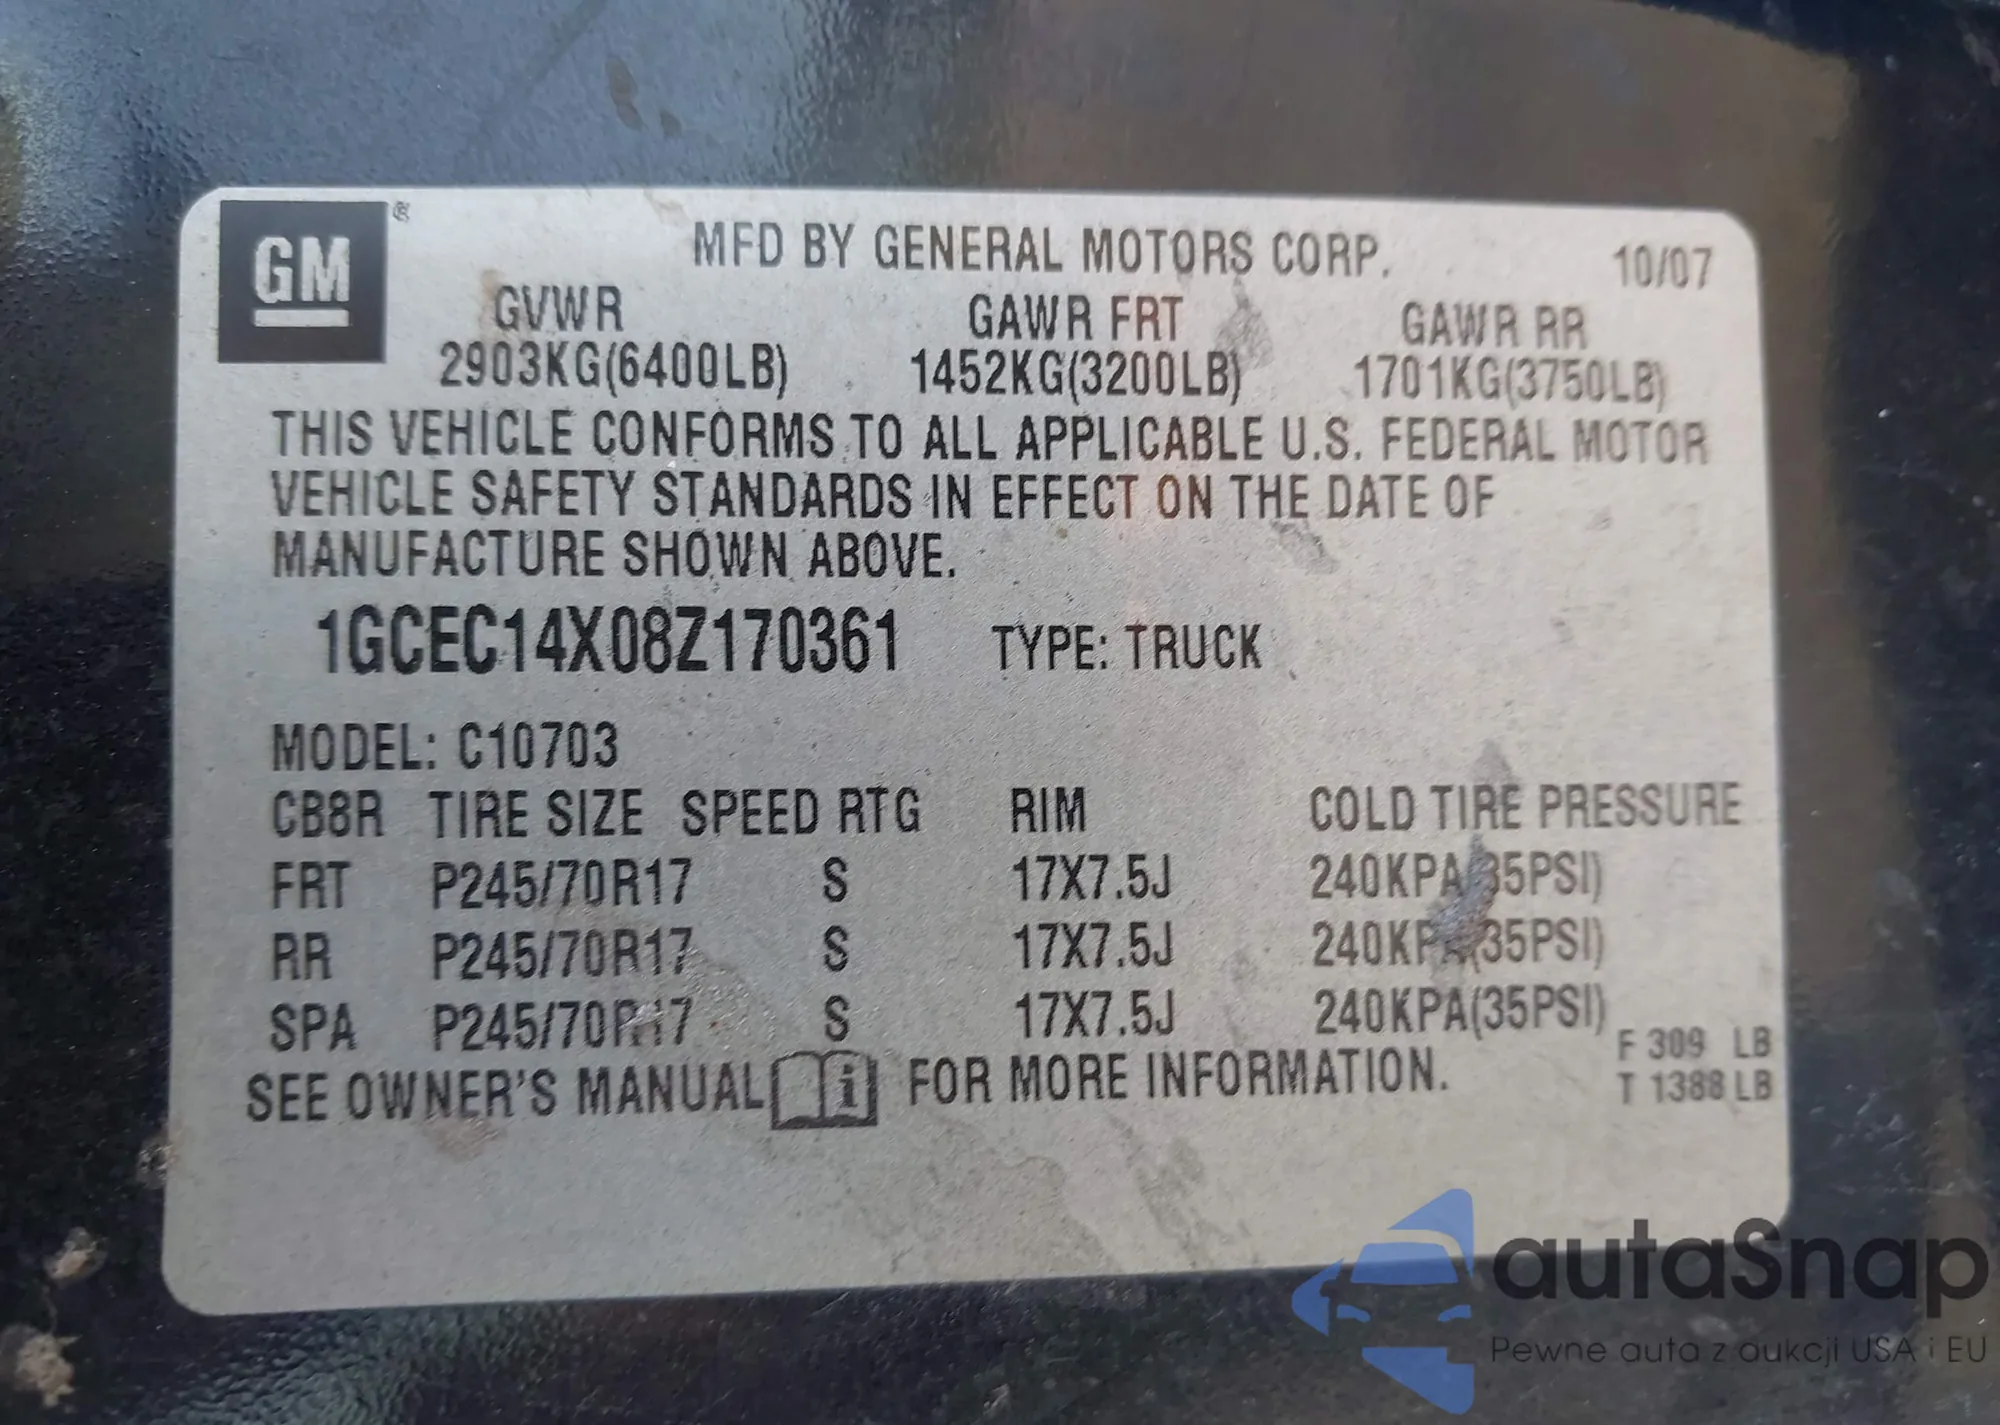 GM ®
MFD BY GENERAL MOTORS CORP. 10/07
GVWR GAWR FRT GAWR RR
2903KG(6400LB) 1452KG(3200LB) 1701KG(3750LB)
THIS VEHICLE CONFORMS TO ALL APPLICABLE U.S. FEDERAL MOTOR
VEHICLE SAFETY STANDARDS IN EFFECT ON THE DATE OF
MANUFACTURE SHOWN ABOVE.
1GCEC14X08Z170361 TYPE: TRUCK
MODEL: C10703
CB8R TIRE SIZE SPEED RTG RIM COLD TIRE PRESSURE
FRT P245/70R17 S 17X7.5J 240KPA(35PSI)
RR P245/70R17 S 17X7.5J 240KPA(35PSI)
SPA P245/70R17 S 17X7.5J 240KPA(35PSI)
F 309 LB
T 1388 LB
SEE OWNER'S MANUAL i FOR MORE INFORMATION.
autaSnap
Pewne auta z aukcji USA i EU